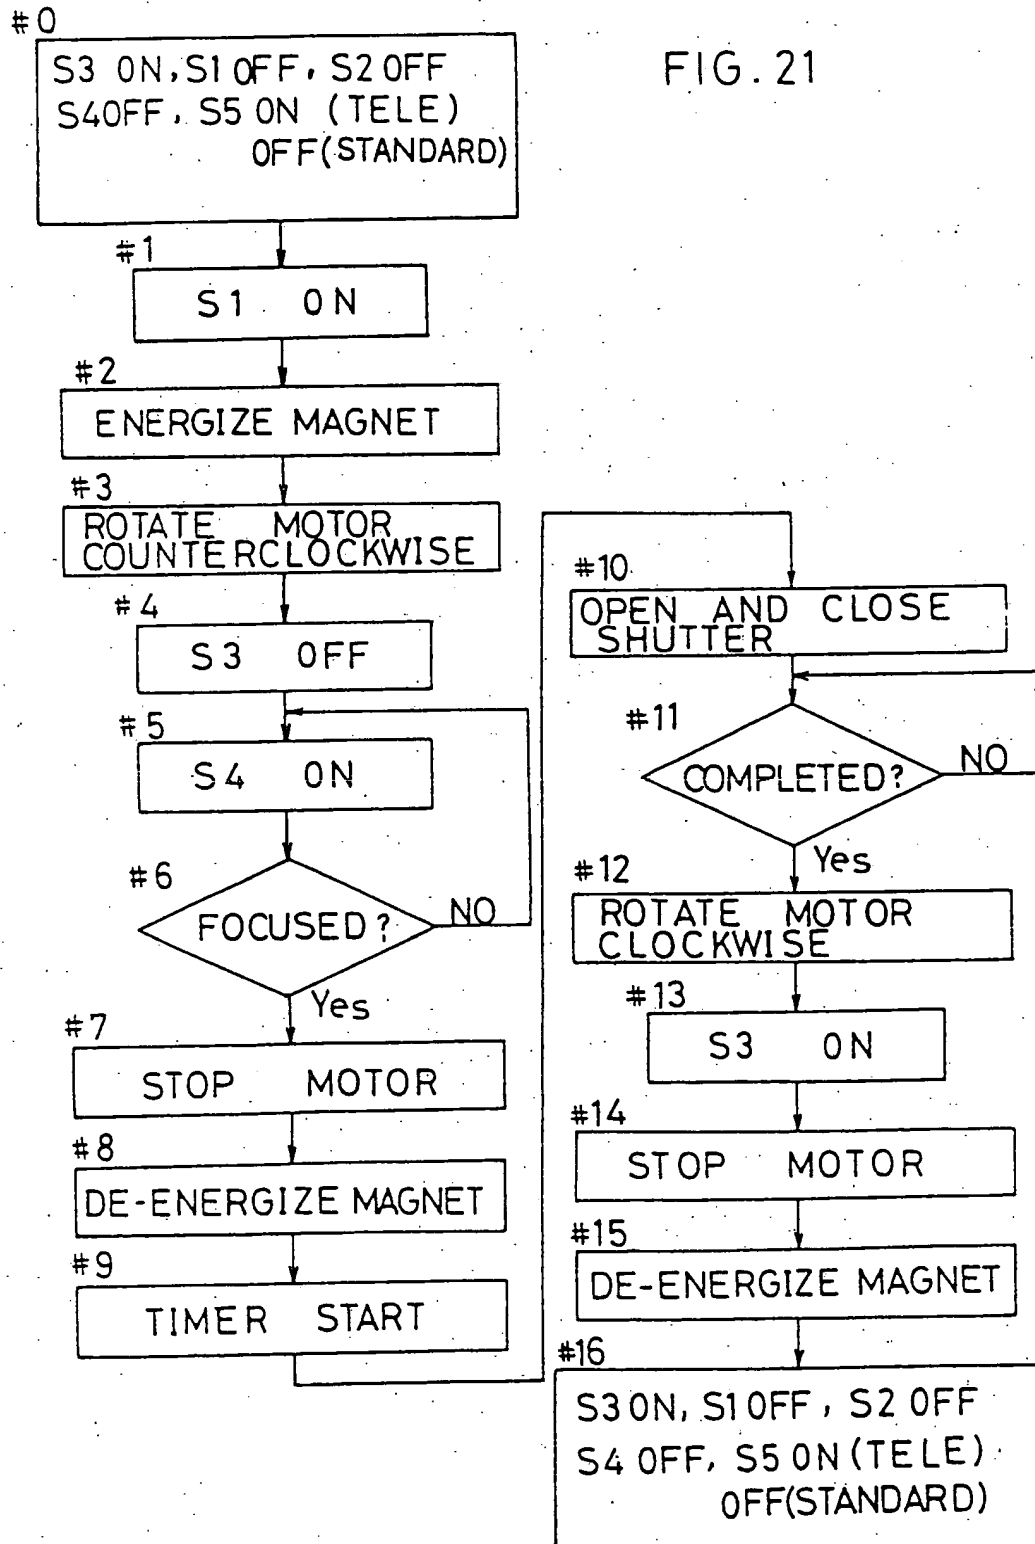 FIG. 21
#0
S3 ON, S1 OFF, S2 OFF
S4 OFF, S5 ON (TELE)
OFF(STANDARD)
#1
S1 ON
#2
ENERGIZE MAGNET
#3
ROTATE MOTOR
COUNTERCLOCKWISE
#4
S3 OFF
#5
S4 ON
#6
FOCUSED?
NO
Yes
#7
STOP MOTOR
#8
DE-ENERGIZE MAGNET
#9
TIMER START
#10
OPEN AND CLOSE
SHUTTER
#11
COMPLETED?
NO
Yes
#12
ROTATE MOTOR
CLOCKWISE
#13
S3 ON
#14
STOP MOTOR
#15
DE-ENERGIZE MAGNET
#16
S3 ON, S1 OFF, S2 OFF
S4 OFF, S5 ON (TELE)
OFF(STANDARD)